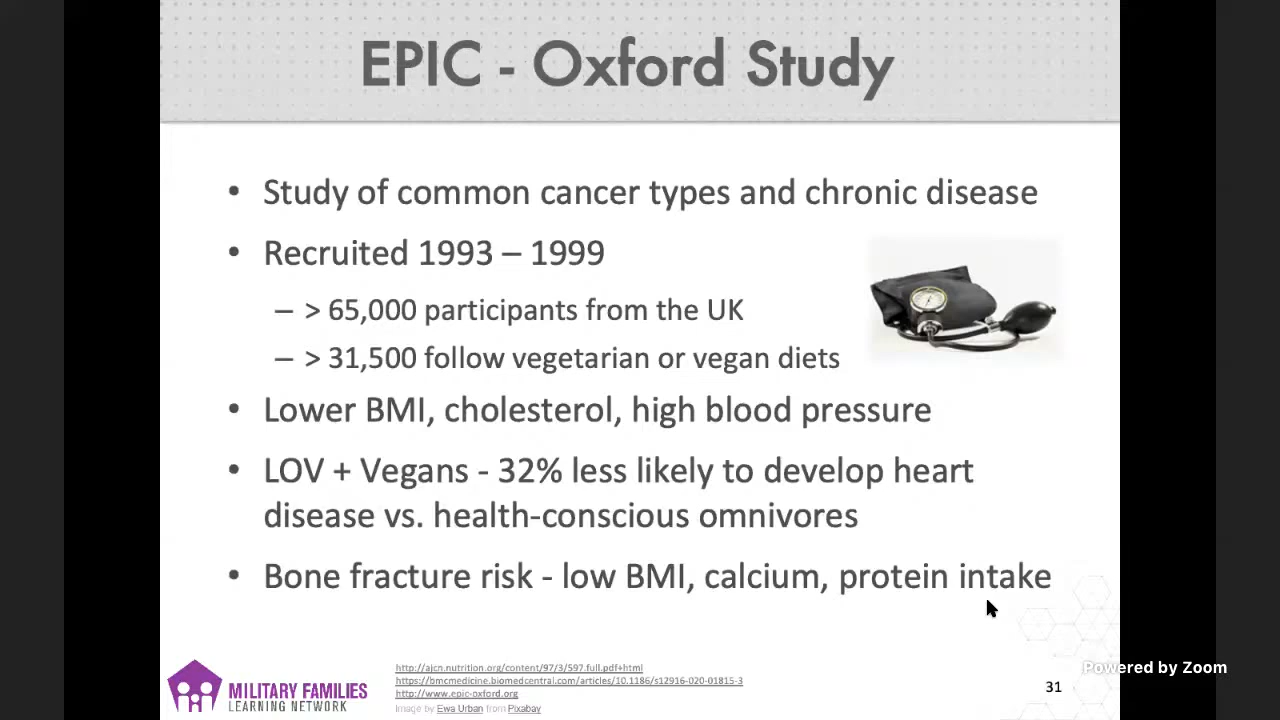 EPIC - Oxford Study
• Study of common cancer types and chronic disease
• Recruited 1993 – 1999
– > 65,000 participants from the UK
– > 31,500 follow vegetarian or vegan diets
• Lower BMI, cholesterol, high blood pressure
• LOV + Vegans - 32% less likely to develop heart
disease vs. health-conscious omnivores
• Bone fracture risk - low BMI, calcium, protein intake
MILITARY FAMILIES
LEARNING NETWORK
http://ajcn.nutrition.org/content/97/3/597.full.pdf+html
https://bmcmedicine.biomedcentral.com/articles/10.1186/s12916-020-01815-3
http://www.epic-oxford.org
Image by Ewa Urban from Pixabay
Powered by Zoom
31